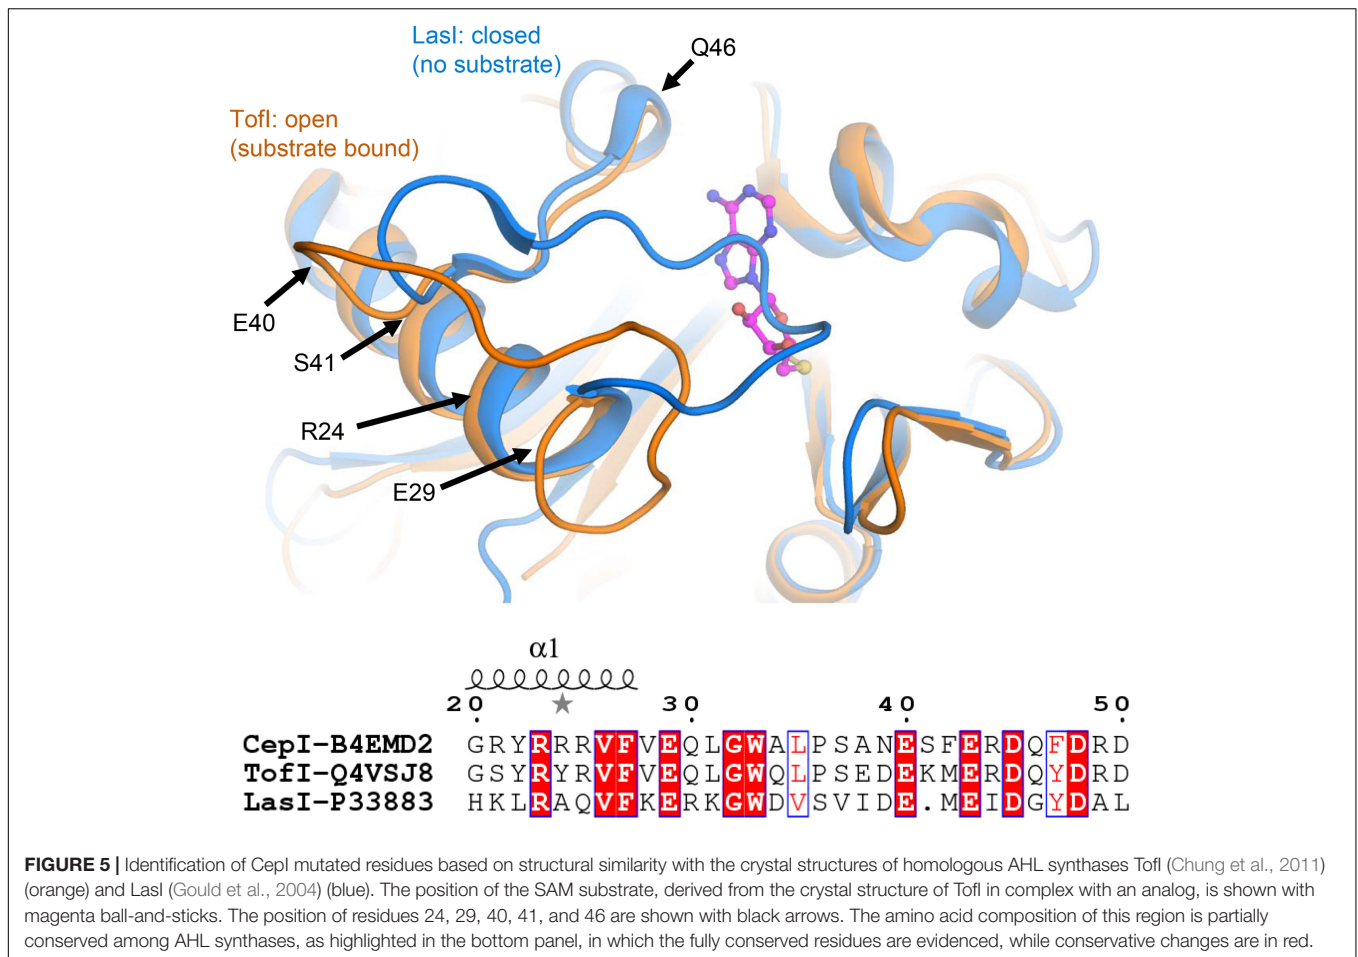 LasI: closed
(no substrate)
Q46
TofI: open
(substrate bound)
E40
S41
R24
E29
α1
20 30 40 50
CepI–B4EMD2 GRYRRRVFVEQLGWALPSANESFERDQFDRD
TofI–Q4VSJ8 GSYRYRVFVEQLGWQLPSEDEKMERDQYDRD
LasI–P33883 HKLRAQVFKERKGWDVSVIDE.MEIDGYDAL
FIGURE 5 | Identification of CepI mutated residues based on structural similarity with the crystal structures of homologous AHL synthases TofI (Chung et al., 2011)
(orange) and LasI (Gould et al., 2004) (blue). The position of the SAM substrate, derived from the crystal structure of TofI in complex with an analog, is shown with
magenta ball-and-sticks. The position of residues 24, 29, 40, 41, and 46 are shown with black arrows. The amino acid composition of this region is partially
conserved among AHL synthases, as highlighted in the bottom panel, in which the fully conserved residues are evidenced, while conservative changes are in red.